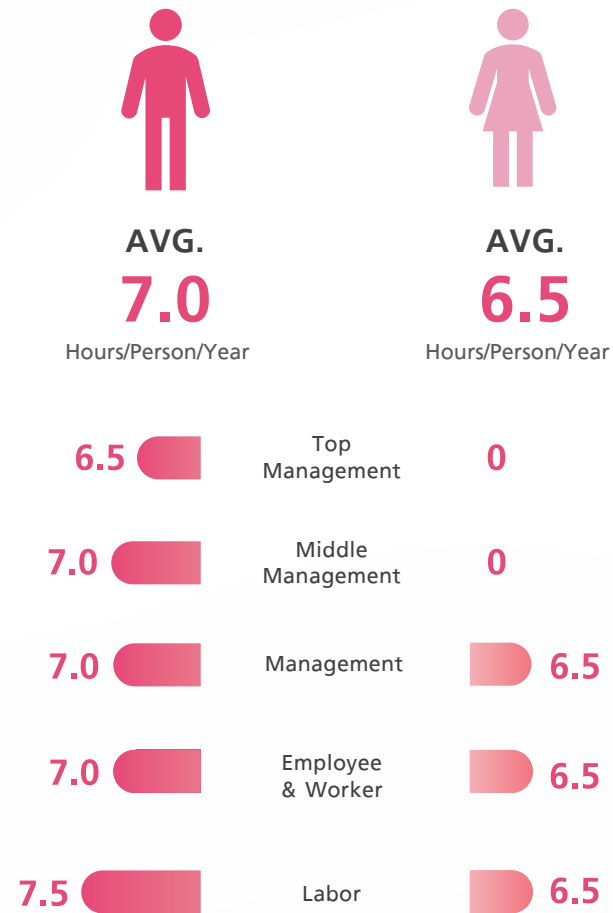 AVG.
7.0
Hours/Person/Year
AVG.
6.5
Hours/Person/Year
6.5
Top
Management
0
7.0
Middle
Management
0
7.0
Management
6.5
7.0
Employee
& Worker
6.5
7.5
Labor
6.5